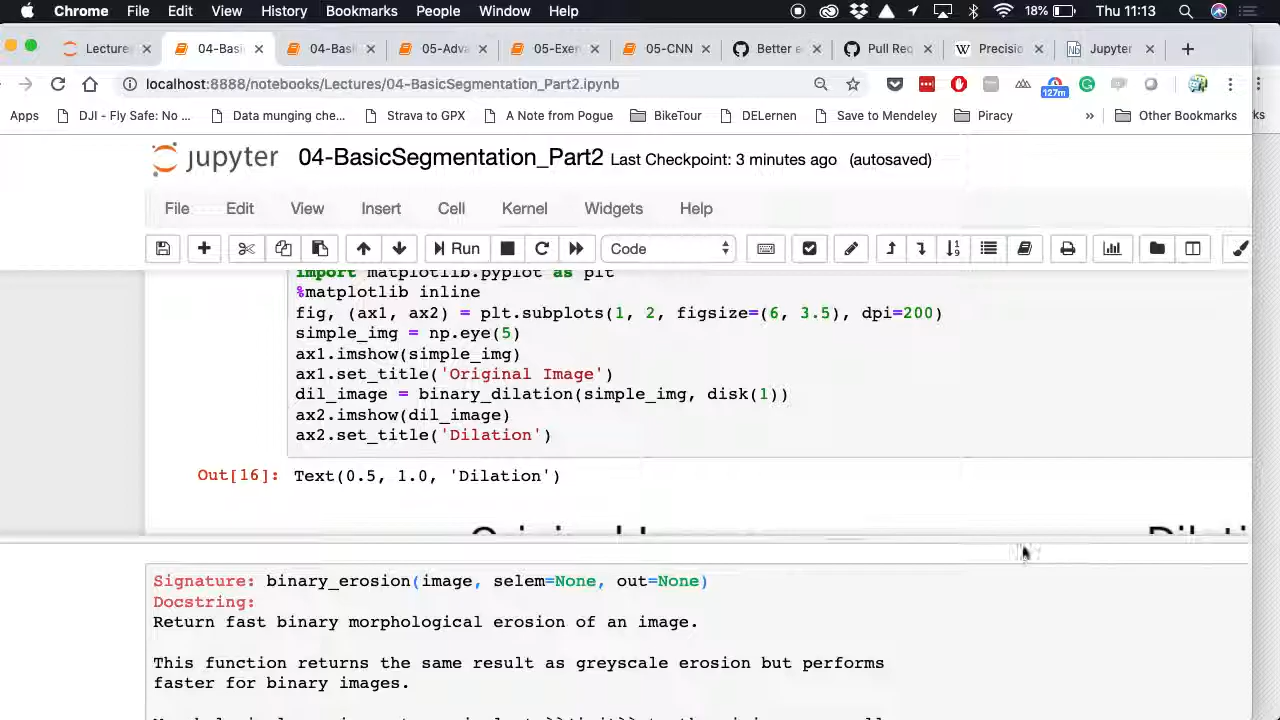 Chrome File Edit View History Bookmarks People Window Help 18% Thu 11:13
Lecture 04-Basi 04-Basi 05-Adva 05-Exer 05-CNN Better e Pull Req Precisio Jupyter
localhost:8888/notebooks/Lectures/04-BasicSegmentation_Part2.ipynb 127m
Apps DJI - Fly Safe: No ... Data munging che... Strava to GPX A Note from Pogue BikeTour DELernen Save to Mendeley Piracy » Other Bookmarks
jupyter 04-BasicSegmentation_Part2 Last Checkpoint: 3 minutes ago (autosaved)
File Edit View Insert Cell Kernel Widgets Help
Run Code
import matplotlib.pyplot as plt
%matplotlib inline
fig, (ax1, ax2) = plt.subplots(1, 2, figsize=(6, 3.5), dpi=200)
simple_img = np.eye(5)
ax1.imshow(simple_img)
ax1.set_title('Original Image')
dil_image = binary_dilation(simple_img, disk(1))
ax2.imshow(dil_image)
ax2.set_title('Dilation')
Out[16]: Text(0.5, 1.0, 'Dilation')
Signature: binary_erosion(image, selem=None, out=None)
Docstring:
Return fast binary morphological erosion of an image.
This function returns the same result as greyscale erosion but performs
faster for binary images.